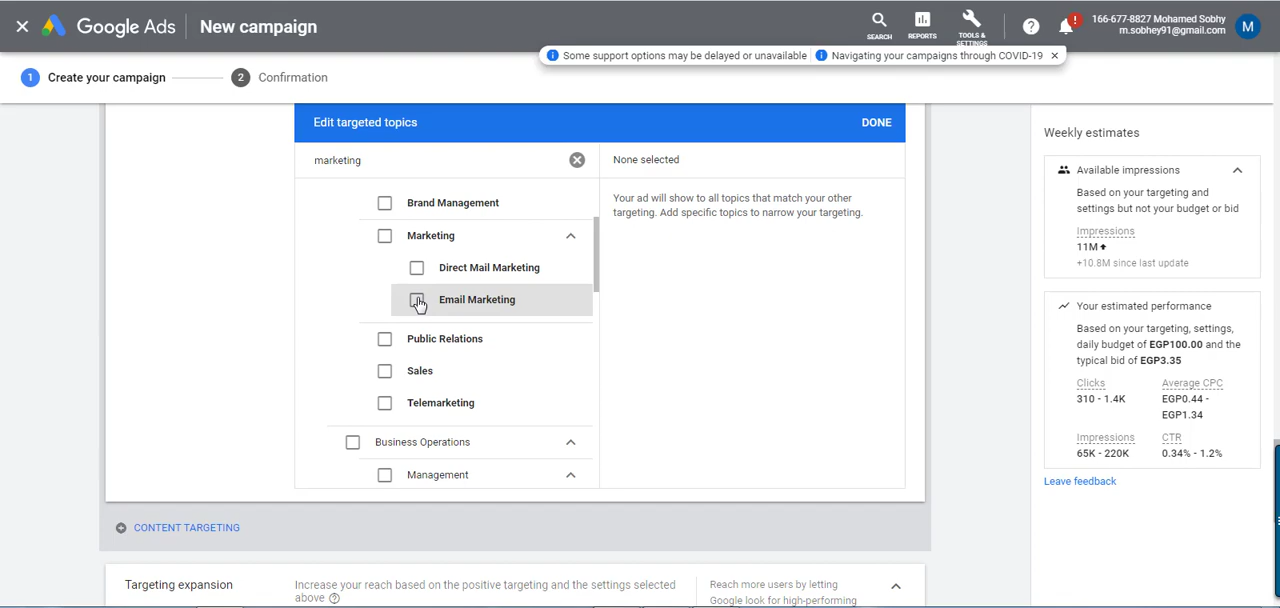 Google Ads
New campaign
SEARCH
REPORTS
TOOLS &
SETTINGS
?
!
166-677-8827 Mohamed Sobhy
m.sobhey91@gmail.com
M
Some support options may be delayed or unavailable
Navigating your campaigns through COVID-19
1 Create your campaign
2 Confirmation
Edit targeted topics
DONE
marketing
None selected
Your ad will show to all topics that match your other
targeting. Add specific topics to narrow your targeting.
Brand Management
Marketing
Direct Mail Marketing
Email Marketing
Public Relations
Sales
Telemarketing
Business Operations
Management
CONTENT TARGETING
Targeting expansion
Increase your reach based on the positive targeting and the settings selected
above
Reach more users by letting
Google look for high-performing
Weekly estimates
Available impressions
Based on your targeting and
settings but not your budget or bid
Impressions
11M
+10.8M since last update
Your estimated performance
Based on your targeting, settings,
daily budget of EGP100.00 and the
typical bid of EGP3.35
Clicks
310 - 1.4K
Average CPC
EGP0.44 -
EGP1.34
Impressions
65K - 220K
CTR
0.34% - 1.2%
Leave feedback